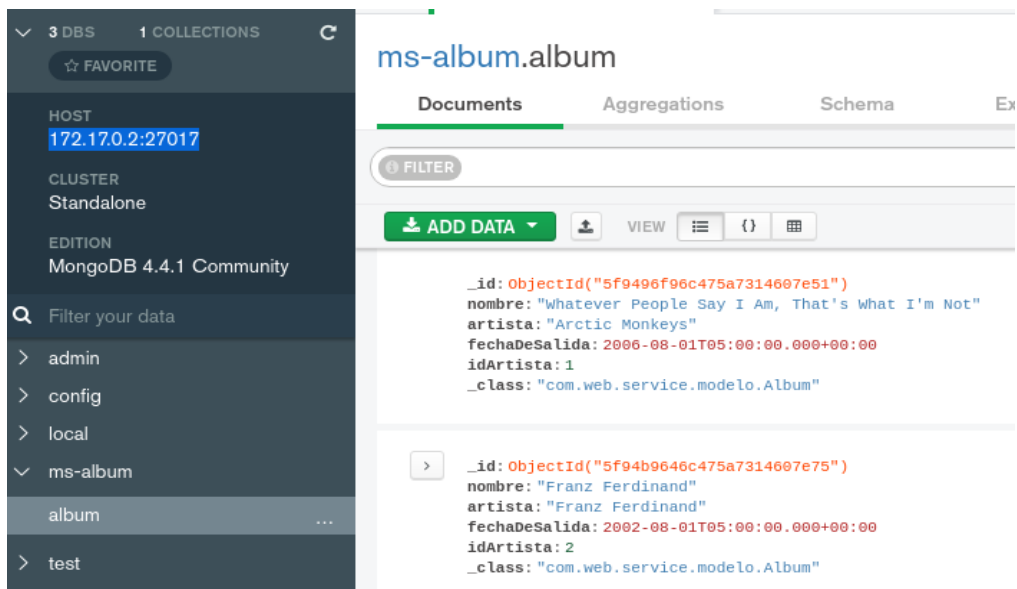 3 DBS 1 COLLECTIONS
FAVORITE
HOST
172.17.0.2:27017
CLUSTER
Standalone
EDITION
MongoDB 4.4.1 Community
Filter your data
admin
config
local
ms-album
album
...
test
ms-album.album
Documents Aggregations Schema Ex
FILTER
ADD DATA VIEW {}
_id: ObjectId("5f9496f96c475a7314607e51")
nombre: "Whatever People Say I Am, That's What I'm Not"
artista: "Arctic Monkeys"
fechaDeSalida: 2006-08-01T05:00:00.000+00:00
idArtista: 1
_class: "com.web.service.modelo.Album"
_id: ObjectId("5f94b9646c475a7314607e75")
nombre: "Franz Ferdinand"
artista: "Franz Ferdinand"
fechaDeSalida: 2002-08-01T05:00:00.000+00:00
idArtista: 2
_class: "com.web.service.modelo.Album"